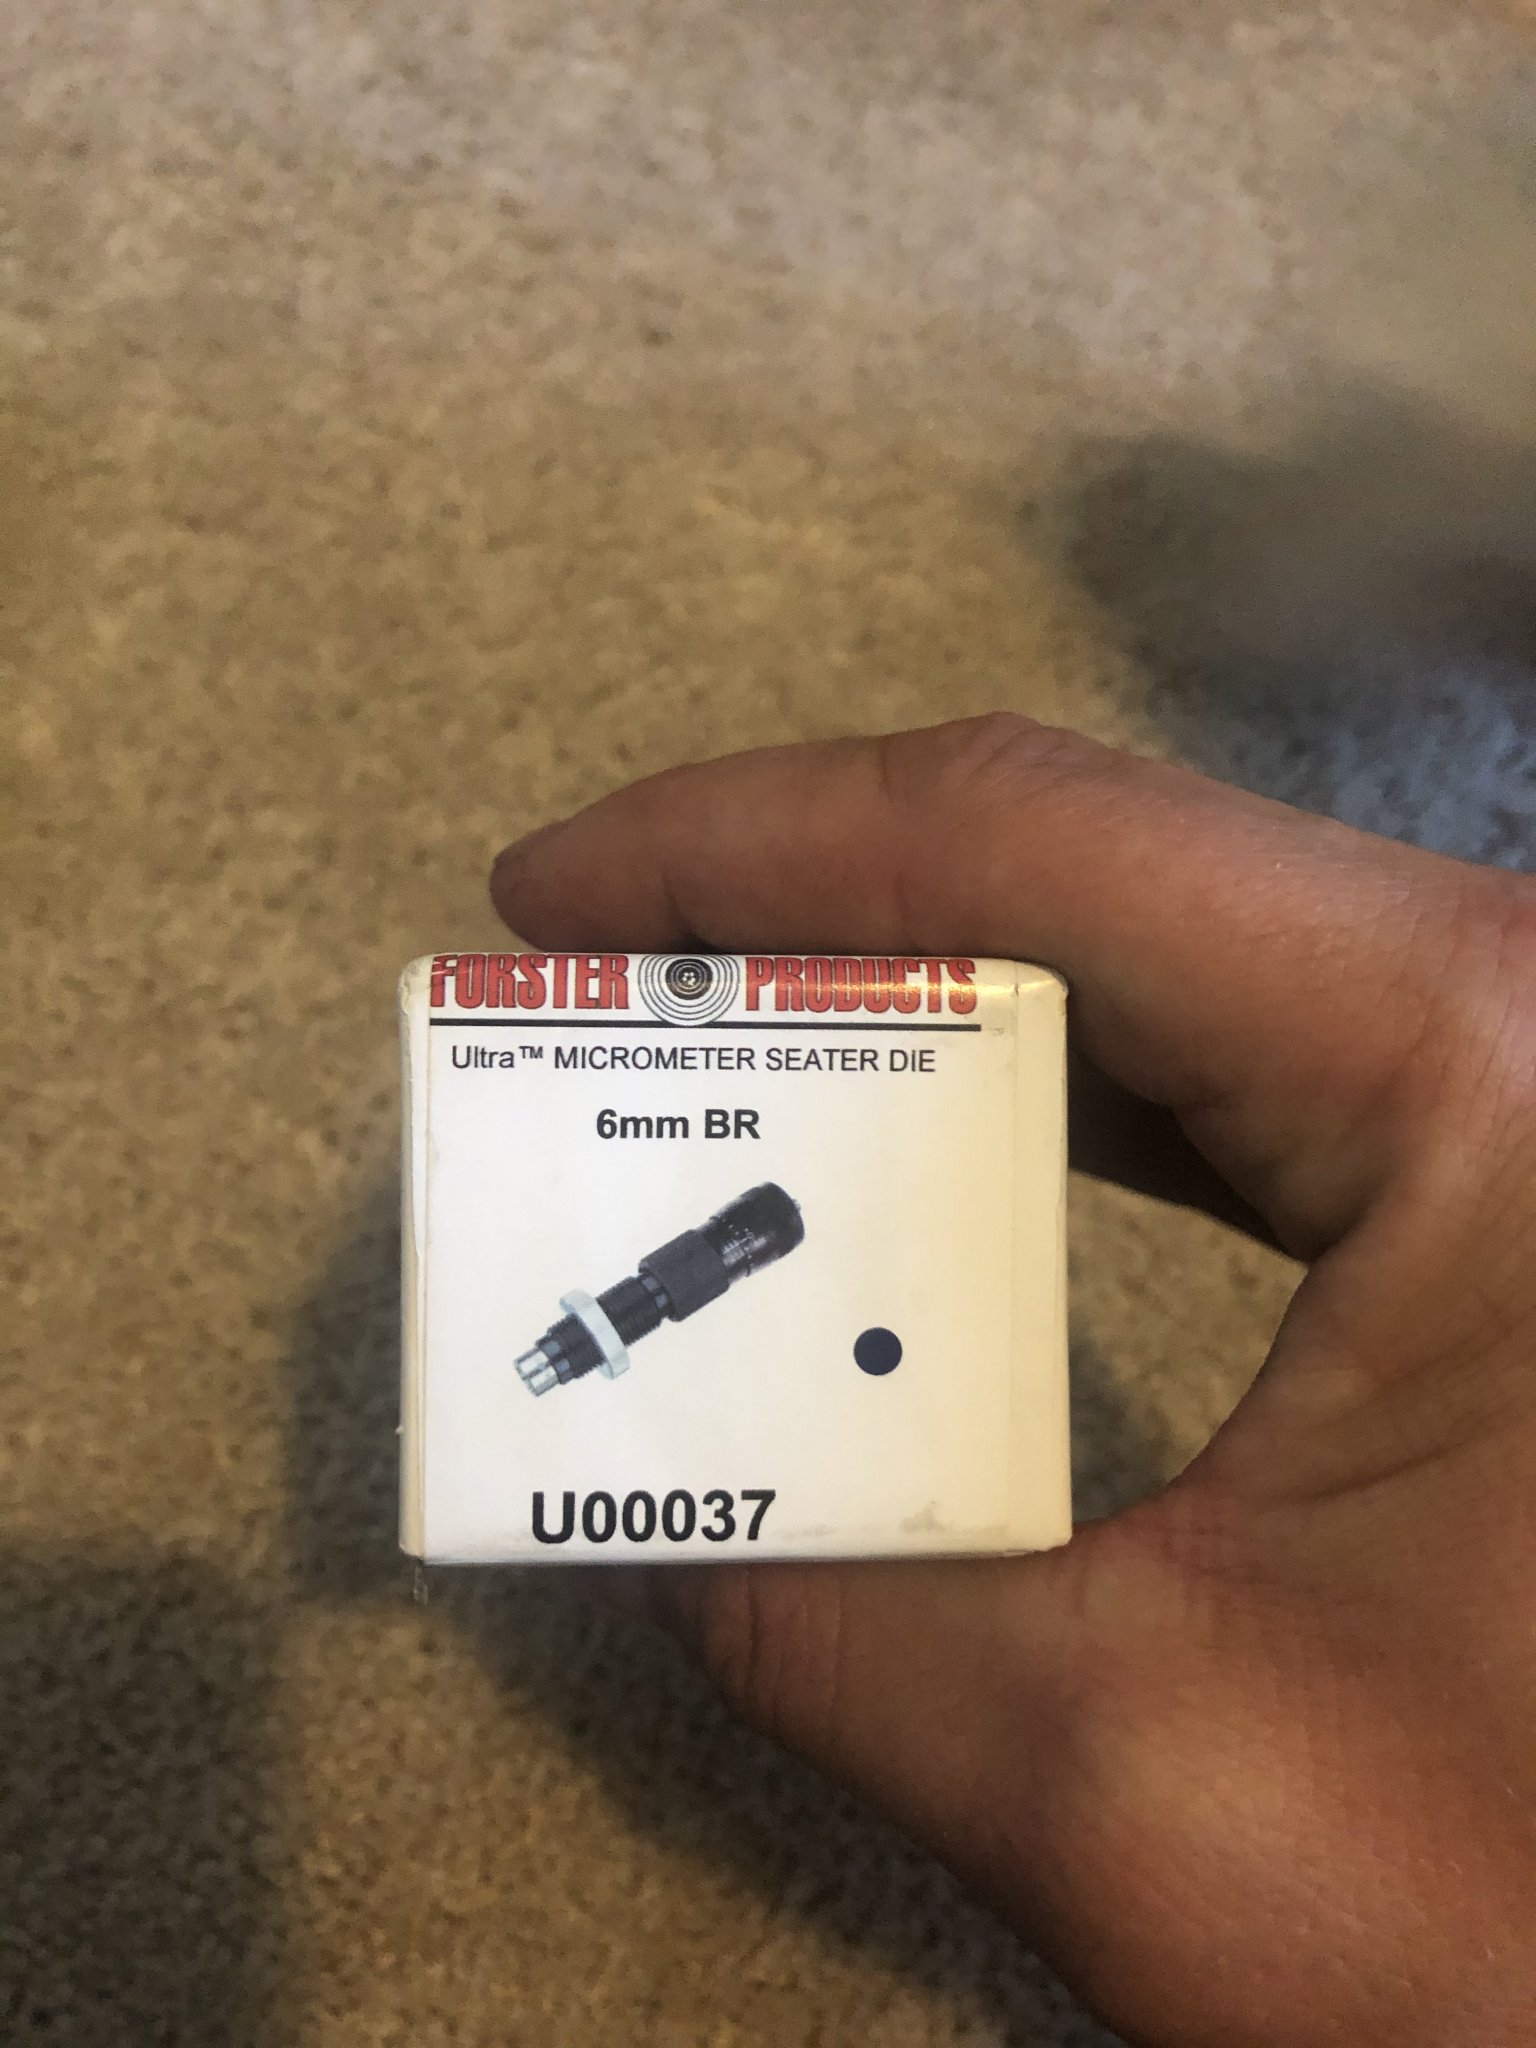 FORSTER PRODUCTS
Ultra™ MICROMETER SEATER DIE
6mm BR
U00037